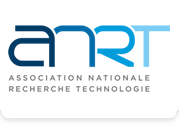 ANRT
ASSOCIATION NATIONALE
RECHERCHE TECHNOLOGIE